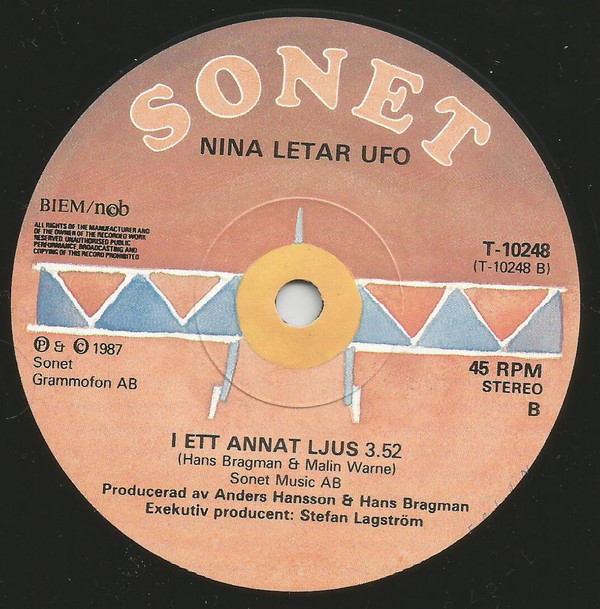 SONET
NINA LETAR UFO
BIEM/ncb
ALL RIGHTS OF THE MANUFACTURER AND
OF THE OWNER OF THE RECORDED WORK
RESERVED. UNAUTHORISED PUBLIC
PERFORMANCE, BROADCASTING AND
COPYING OF THIS RECORD PROHIBITED
T-10248
(T-10248 B)
℗ & © 1987
Sonet
Grammofon AB
45 RPM
STEREO
B
I ETT ANNAT LJUS 3.52
(Hans Bragman & Malin Warne)
Sonet Music AB
Producerad av Anders Hansson & Hans Bragman
Exekutiv producent: Stefan Lagström